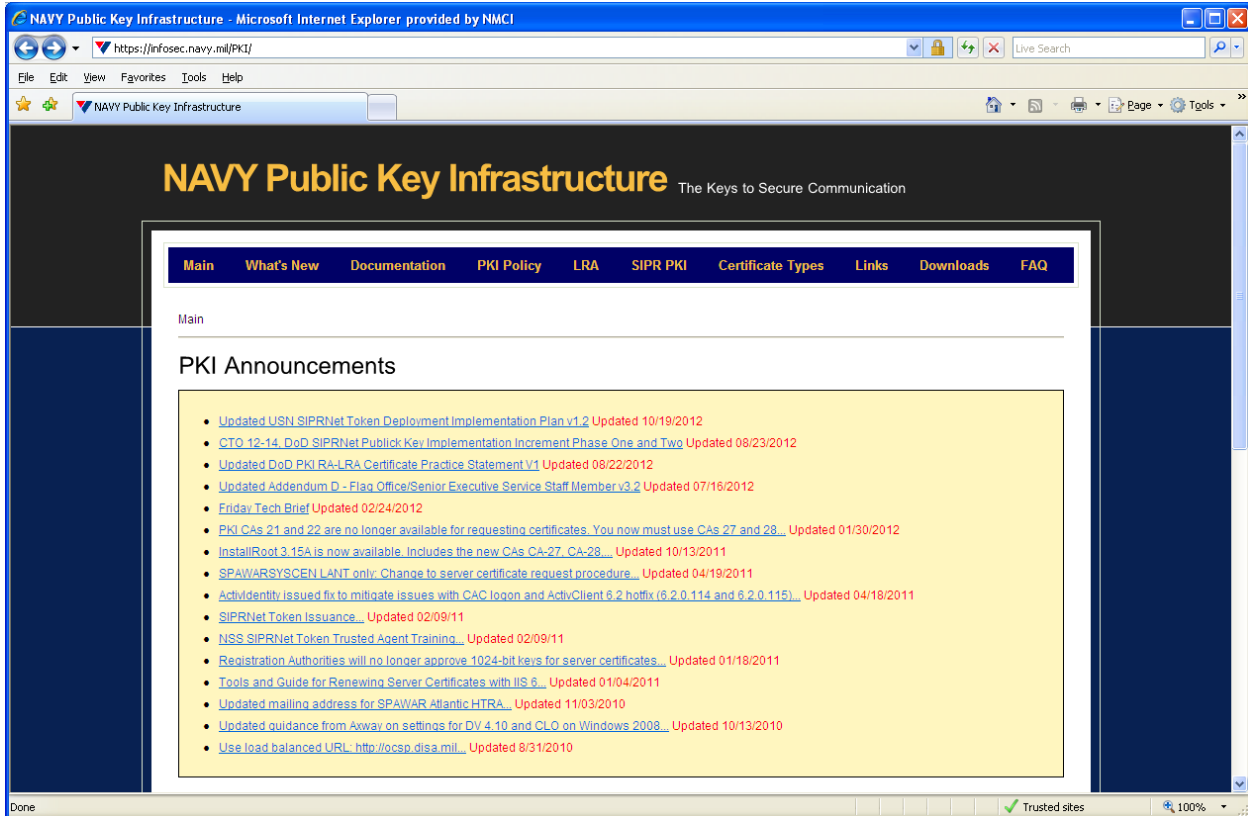 NAVY Public Key Infrastructure - Microsoft Internet Explorer provided by NMCI
https://infosec.navy.mil/PKI/
Live Search
File Edit View Favorites Tools Help
NAVY Public Key Infrastructure
Page Tools
NAVY Public Key Infrastructure The Keys to Secure Communication
Main What's New Documentation PKI Policy LRA SIPR PKI Certificate Types Links Downloads FAQ
Main
PKI Announcements
Updated USN SIPRNet Token Deployment Implementation Plan v1.2 Updated 10/19/2012
CTO 12-14, DoD SIPRNet Publick Key Implementation Increment Phase One and Two Updated 08/23/2012
Updated DoD PKI RA-LRA Certificate Practice Statement V1 Updated 08/22/2012
Updated Addendum D - Flag Office/Senior Executive Service Staff Member v3.2 Updated 07/16/2012
Friday Tech Brief Updated 02/24/2012
PKI CAs 21 and 22 are no longer available for requesting certificates. You now must use CAs 27 and 28... Updated 01/30/2012
InstallRoot 3.15A is now available. Includes the new CAs CA-27, CA-28,... Updated 10/13/2011
SPAWARSYSCEN LANT only: Change to server certificate request procedure... Updated 04/19/2011
ActivIdentity issued fix to mitigate issues with CAC logon and ActivClient 6.2 hotfix (6.2.0.114 and 6.2.0.115)... Updated 04/18/2011
SIPRNet Token Issuance... Updated 02/09/11
NSS SIPRNet Token Trusted Agent Training... Updated 02/09/11
Registration Authorities will no longer approve 1024-bit keys for server certificates... Updated 01/18/2011
Tools and Guide for Renewing Server Certificates with IIS 6... Updated 01/04/2011
Updated mailing address for SPAWAR Atlantic HTRA... Updated 11/03/2010
Updated guidance from Axway on settings for DV 4.10 and CLO on Windows 2008... Updated 10/13/2010
Use load balanced URL: http://ocsp.disa.mil... Updated 8/31/2010
Done Trusted sites 100%